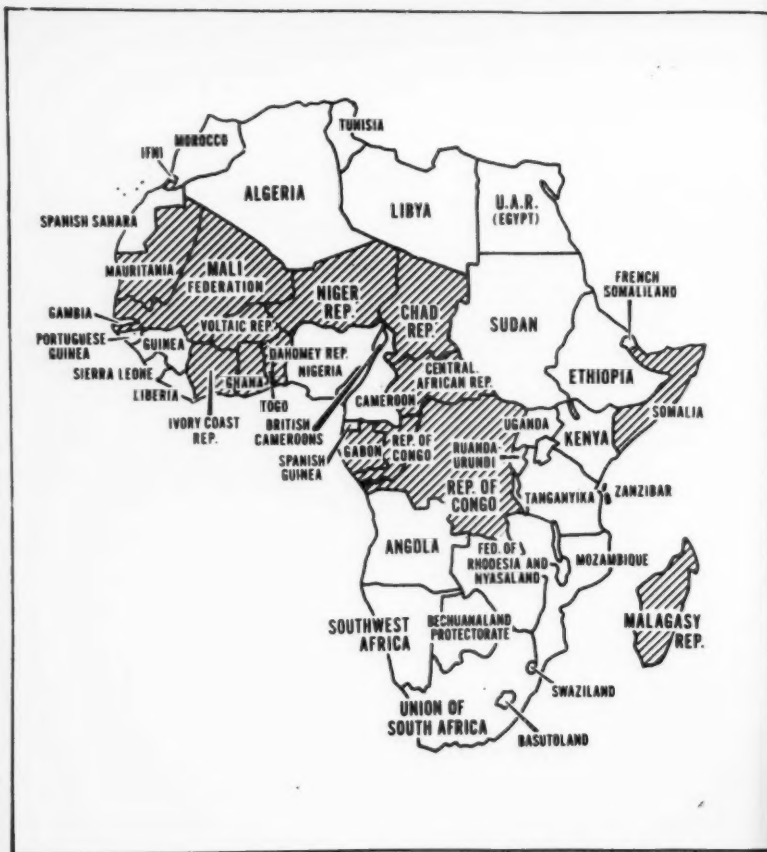 TUNISIA
MOROCCO
IFNI
ALGERIA
LIBYA
U.A.R.
(EGYPT)
SPANISH SAHARA
MAURITANIA
MALI
FEDERATION
NIGER
REP.
CHAD
REP.
SUDAN
FRENCH
SOMALILAND
GAMBIA
PORTUGUESE
GUINEA
GUINEA
VOLTAIC REP.
SIERRA LEONE
LIBERIA
IVORY COAST
REP.
GHANA
TOGO
DAHOMEY REP.
NIGERIA
BRITISH
CAMEROONS
SPANISH
GUINEA
CAMEROON
CENTRAL
AFRICAN REP.
ETHIOPIA
SOMALIA
GABON
REP. OF
CONGO
RUANDA-
URUNDI
UGANDA
KENYA
REP. OF
CONGO
TANGANYIKA
ZANZIBAR
ANGOLA
FED. OF
RHODESIA AND
NYASALAND
MOZAMBIQUE
MALAGASY
REP.
SOUTHWEST
AFRICA
BECHUANALAND
PROTECTORATE
SWAZILAND
UNION OF
SOUTH AFRICA
BASUTOLAND